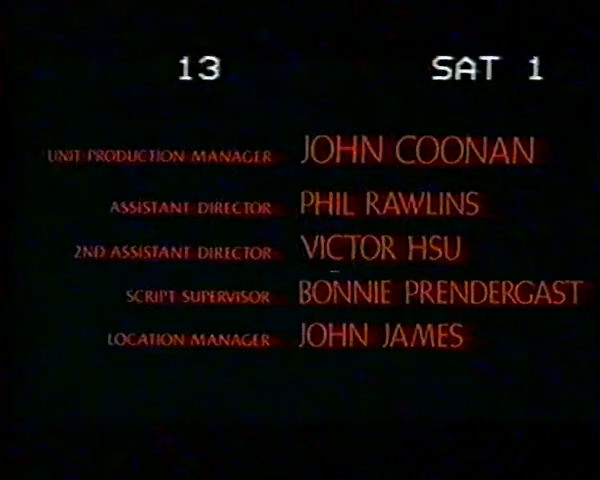 13 SAT 1
UNIT PRODUCTION MANAGER JOHN COONAN
ASSISTANT DIRECTOR PHIL RAWLINS
2ND ASSISTANT DIRECTOR VICTOR HSU
SCRIPT SUPERVISOR BONNIE PRENDERGAST
LOCATION MANAGER JOHN JAMES